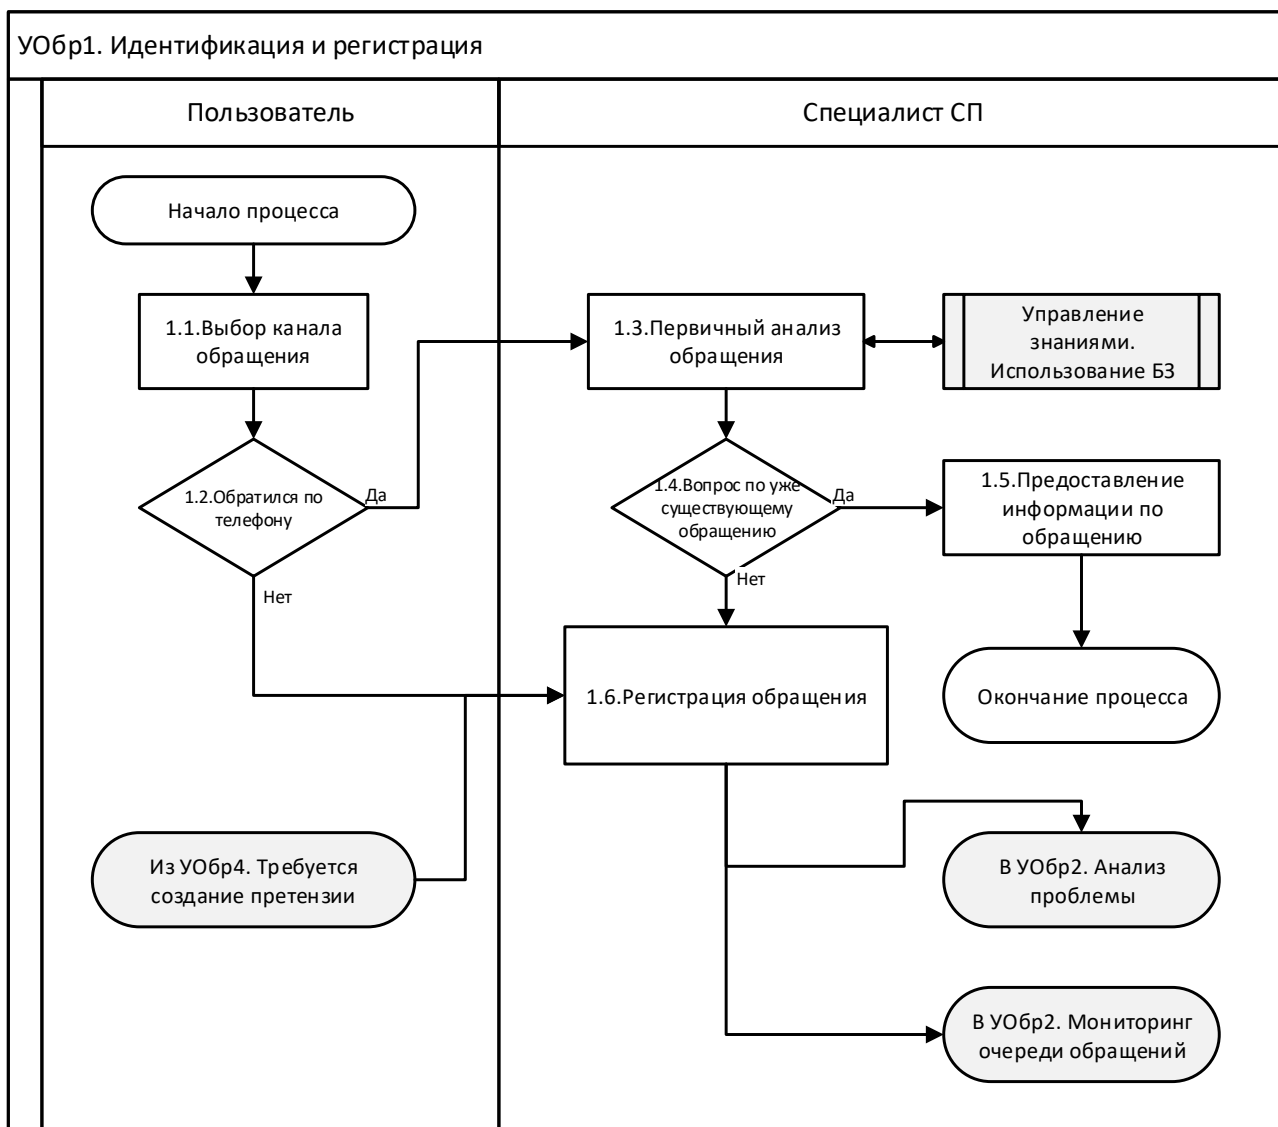 УОбр1. Идентификация и регистрация
Пользователь
Специалист СП
Начало процесса
1.1.Выбор канала
обращения
1.3.Первичный анализ
обращения
Управление
знаниями.
Использование БЗ
1.2.Обратился по
телефону
Да
1.4.Вопрос по уже
существующему
обращению
Да
1.5.Предоставление
информации по
обращению
Нет
Нет
1.6.Регистрация обращения
Окончание процесса
Из УОбр4. Требуется
создание претензии
В УОбр2. Анализ
проблемы
В УОбр2. Мониторинг
очереди обращений